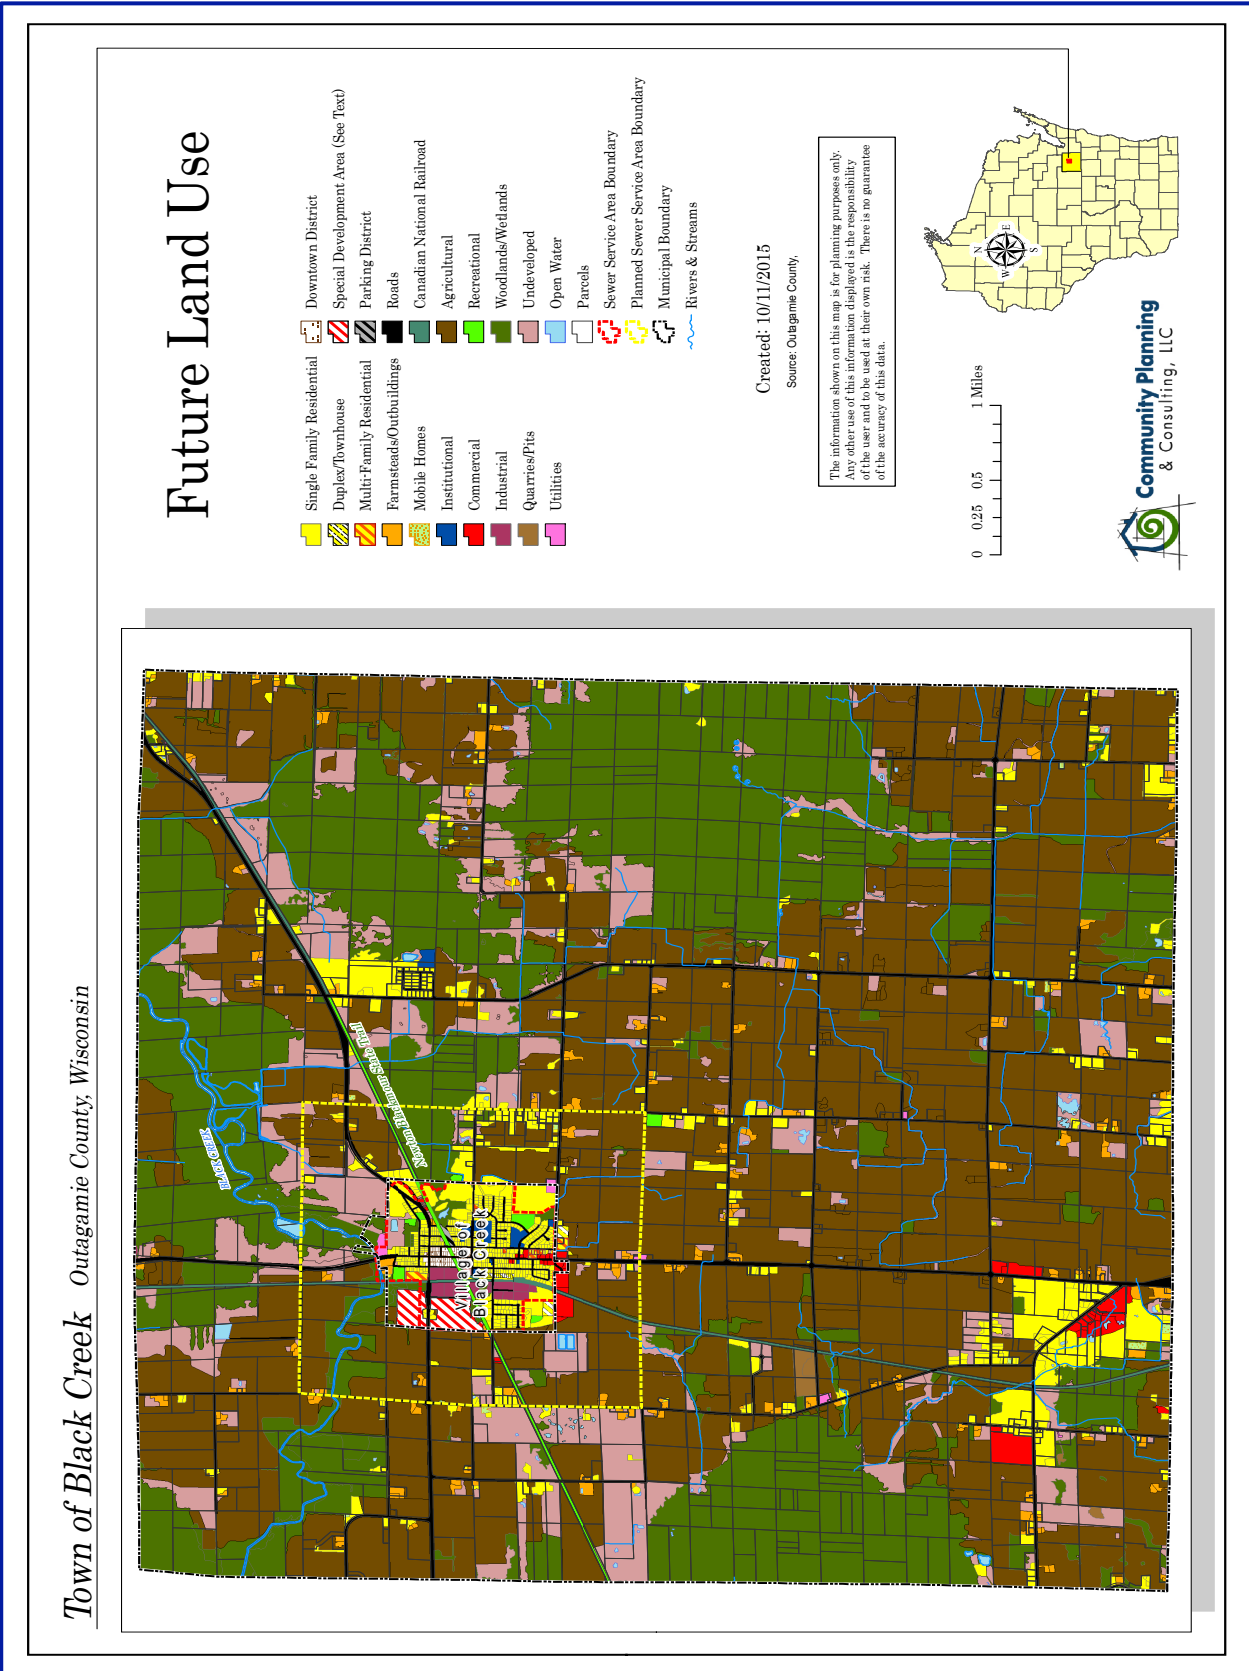 Town of Black Creek
Outagamie County, Wisconsin
Future Land Use
Single Family Residential
Duplex/Townhouse
Multi-Family Residential
Farmsteads/Outbuildings
Mobile Homes
Institutional
Commercial
Industrial
Quarries/Pits
Utilities
Downtown District
Special Development Area (See Text)
Parking District
Roads
Canadian National Railroad
Agricultural
Recreational
Woodlands/Wetlands
Undeveloped
Open Water
Parcels
Sewer Service Area Boundary
Planned Sewer Service Area Boundary
Municipal Boundary
Rivers & Streams
Created: 10/11/2015
Source: Outagamie County,
The information shown on this map is for planning purposes only.
Any other use of this information displayed is the responsibility
of the user and to be used at their own risk. There is no guarantee
of the accuracy of this data.
0 0.25 0.5 1 Miles
N
W E
S
Community Planning
& Consulting, LLC
BLACK CREEK
Newton Blackmour State Trail
Village of
Black Creek